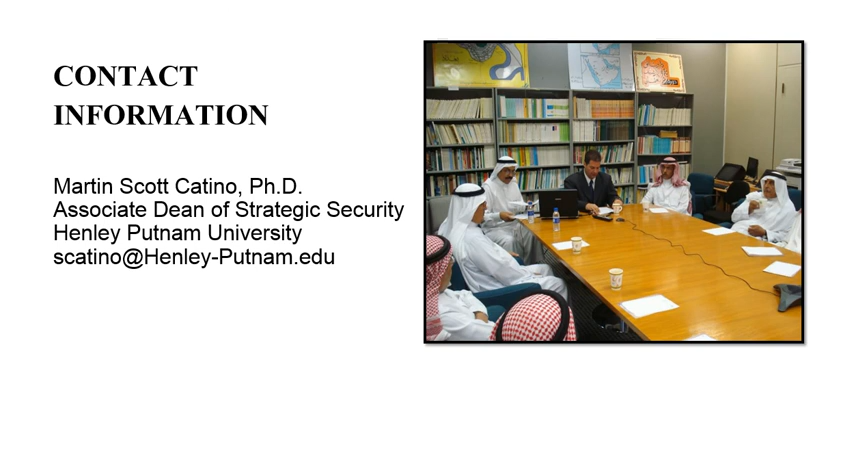 CONTACT
INFORMATION
Martin Scott Catino, Ph.D.
Associate Dean of Strategic Security
Henley Putnam University
scatino@Henley-Putnam.edu